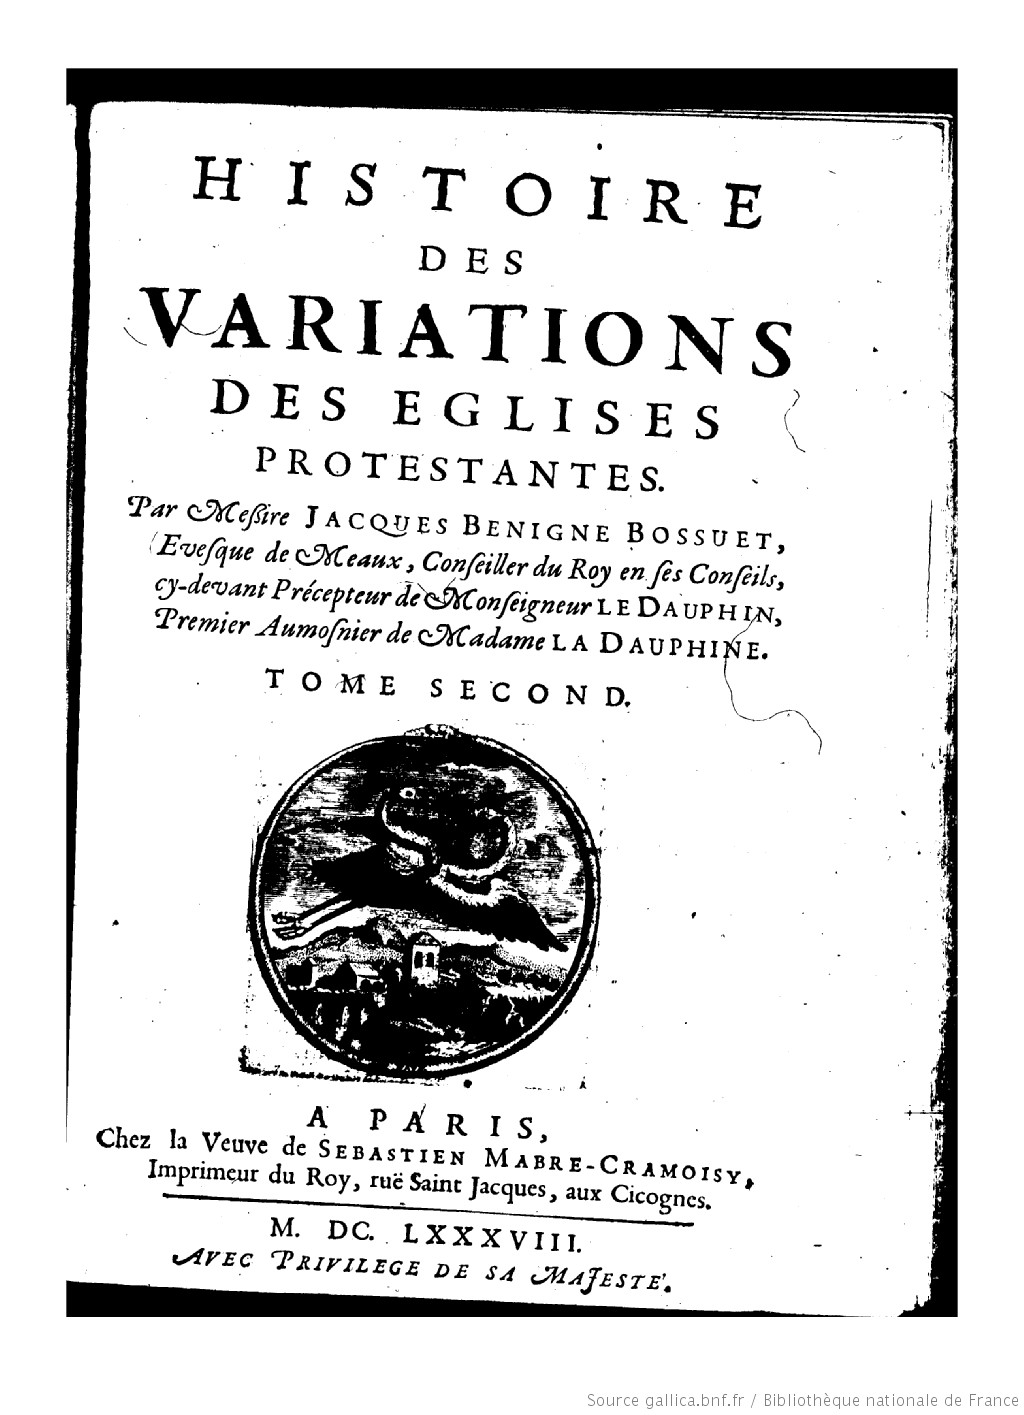 HISTOIRE
DES
VARIATIONS
DES EGLISES
PROTESTANTES.
Par Meßire JACQUES BENIGNE BOSSUET,
Evesque de Meaux, Conseiller du Roy en ses Conseils,
cy-devant Précepteur de Monseigneur LE DAUPHIN,
Premier Aumosnier de Madame LA DAUPHINE.
TOME SECOND.
A PARIS,
Chez la Veuve de SEBASTIEN MABRE-CRAMOISY,
Imprimeur du Roy, ruë Saint Jacques, aux Cicognes.
M. DC. LXXXVIII.
AVEC PRIVILEGE DE SA MAJESTE'.
Source gallica.bnf.fr / Bibliothèque nationale de France